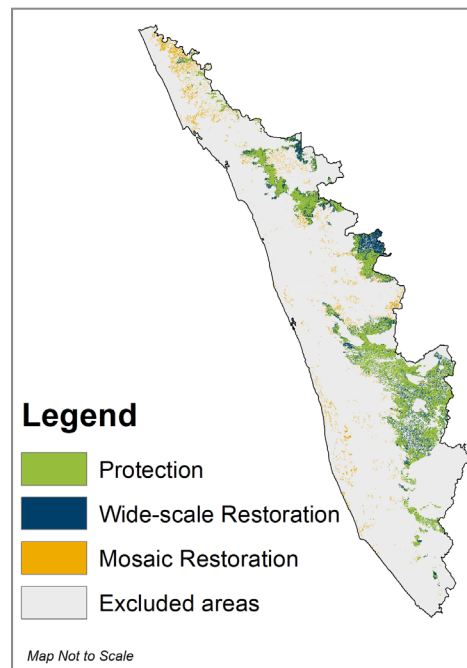 Legend
Protection
Wide-scale Restoration
Mosaic Restoration
Excluded areas
Map Not to Scale